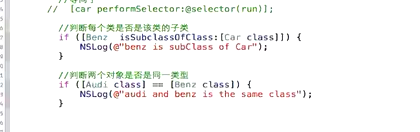 // [car performSelector:@selector(run)];
//判断每个类是否是该类的子类
if ([Benz isSubclassOfClass:[Car class]]) {
NSLog(@"benz is subClass of Car");
}
//判断两个对象是否是同一类型
if ([Audi class] == [Benz class]) {
NSLog(@"audi and benz is the same class");
}